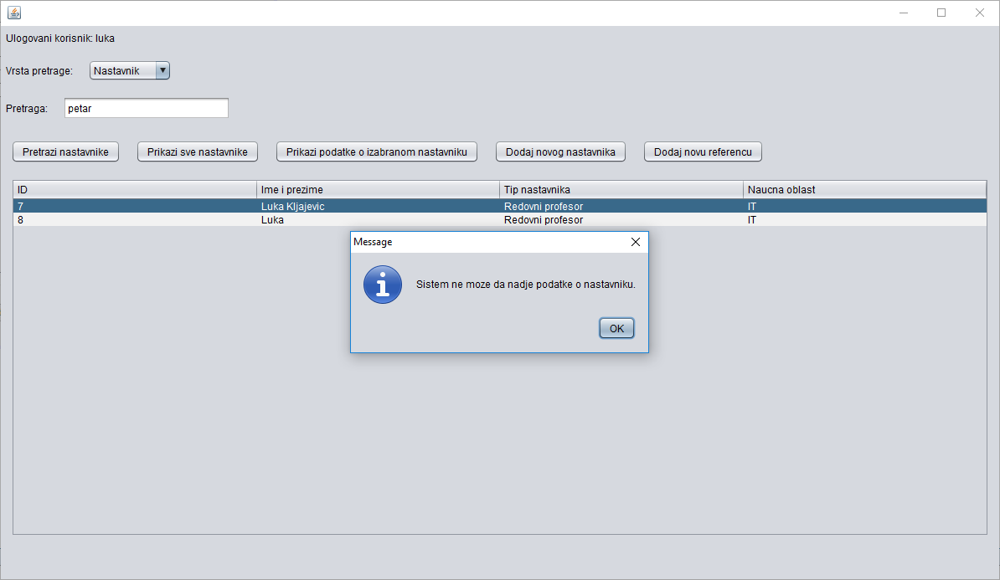 Ulogovani korisnik: luka
Vrsta pretrage: Nastavnik
Pretraga: petar
Pretrazi nastavnike Prikazi sve nastavnike Prikazi podatke o izabranom nastavniku Dodaj novog nastavnika Dodaj novu referencu
ID Ime i prezime Tip nastavnika Naucna oblast
7 Luka Kljajevic Redovni profesor IT
8 Luka Redovni profesor IT
Message
Sistem ne moze da nadje podatke o nastavniku.
OK